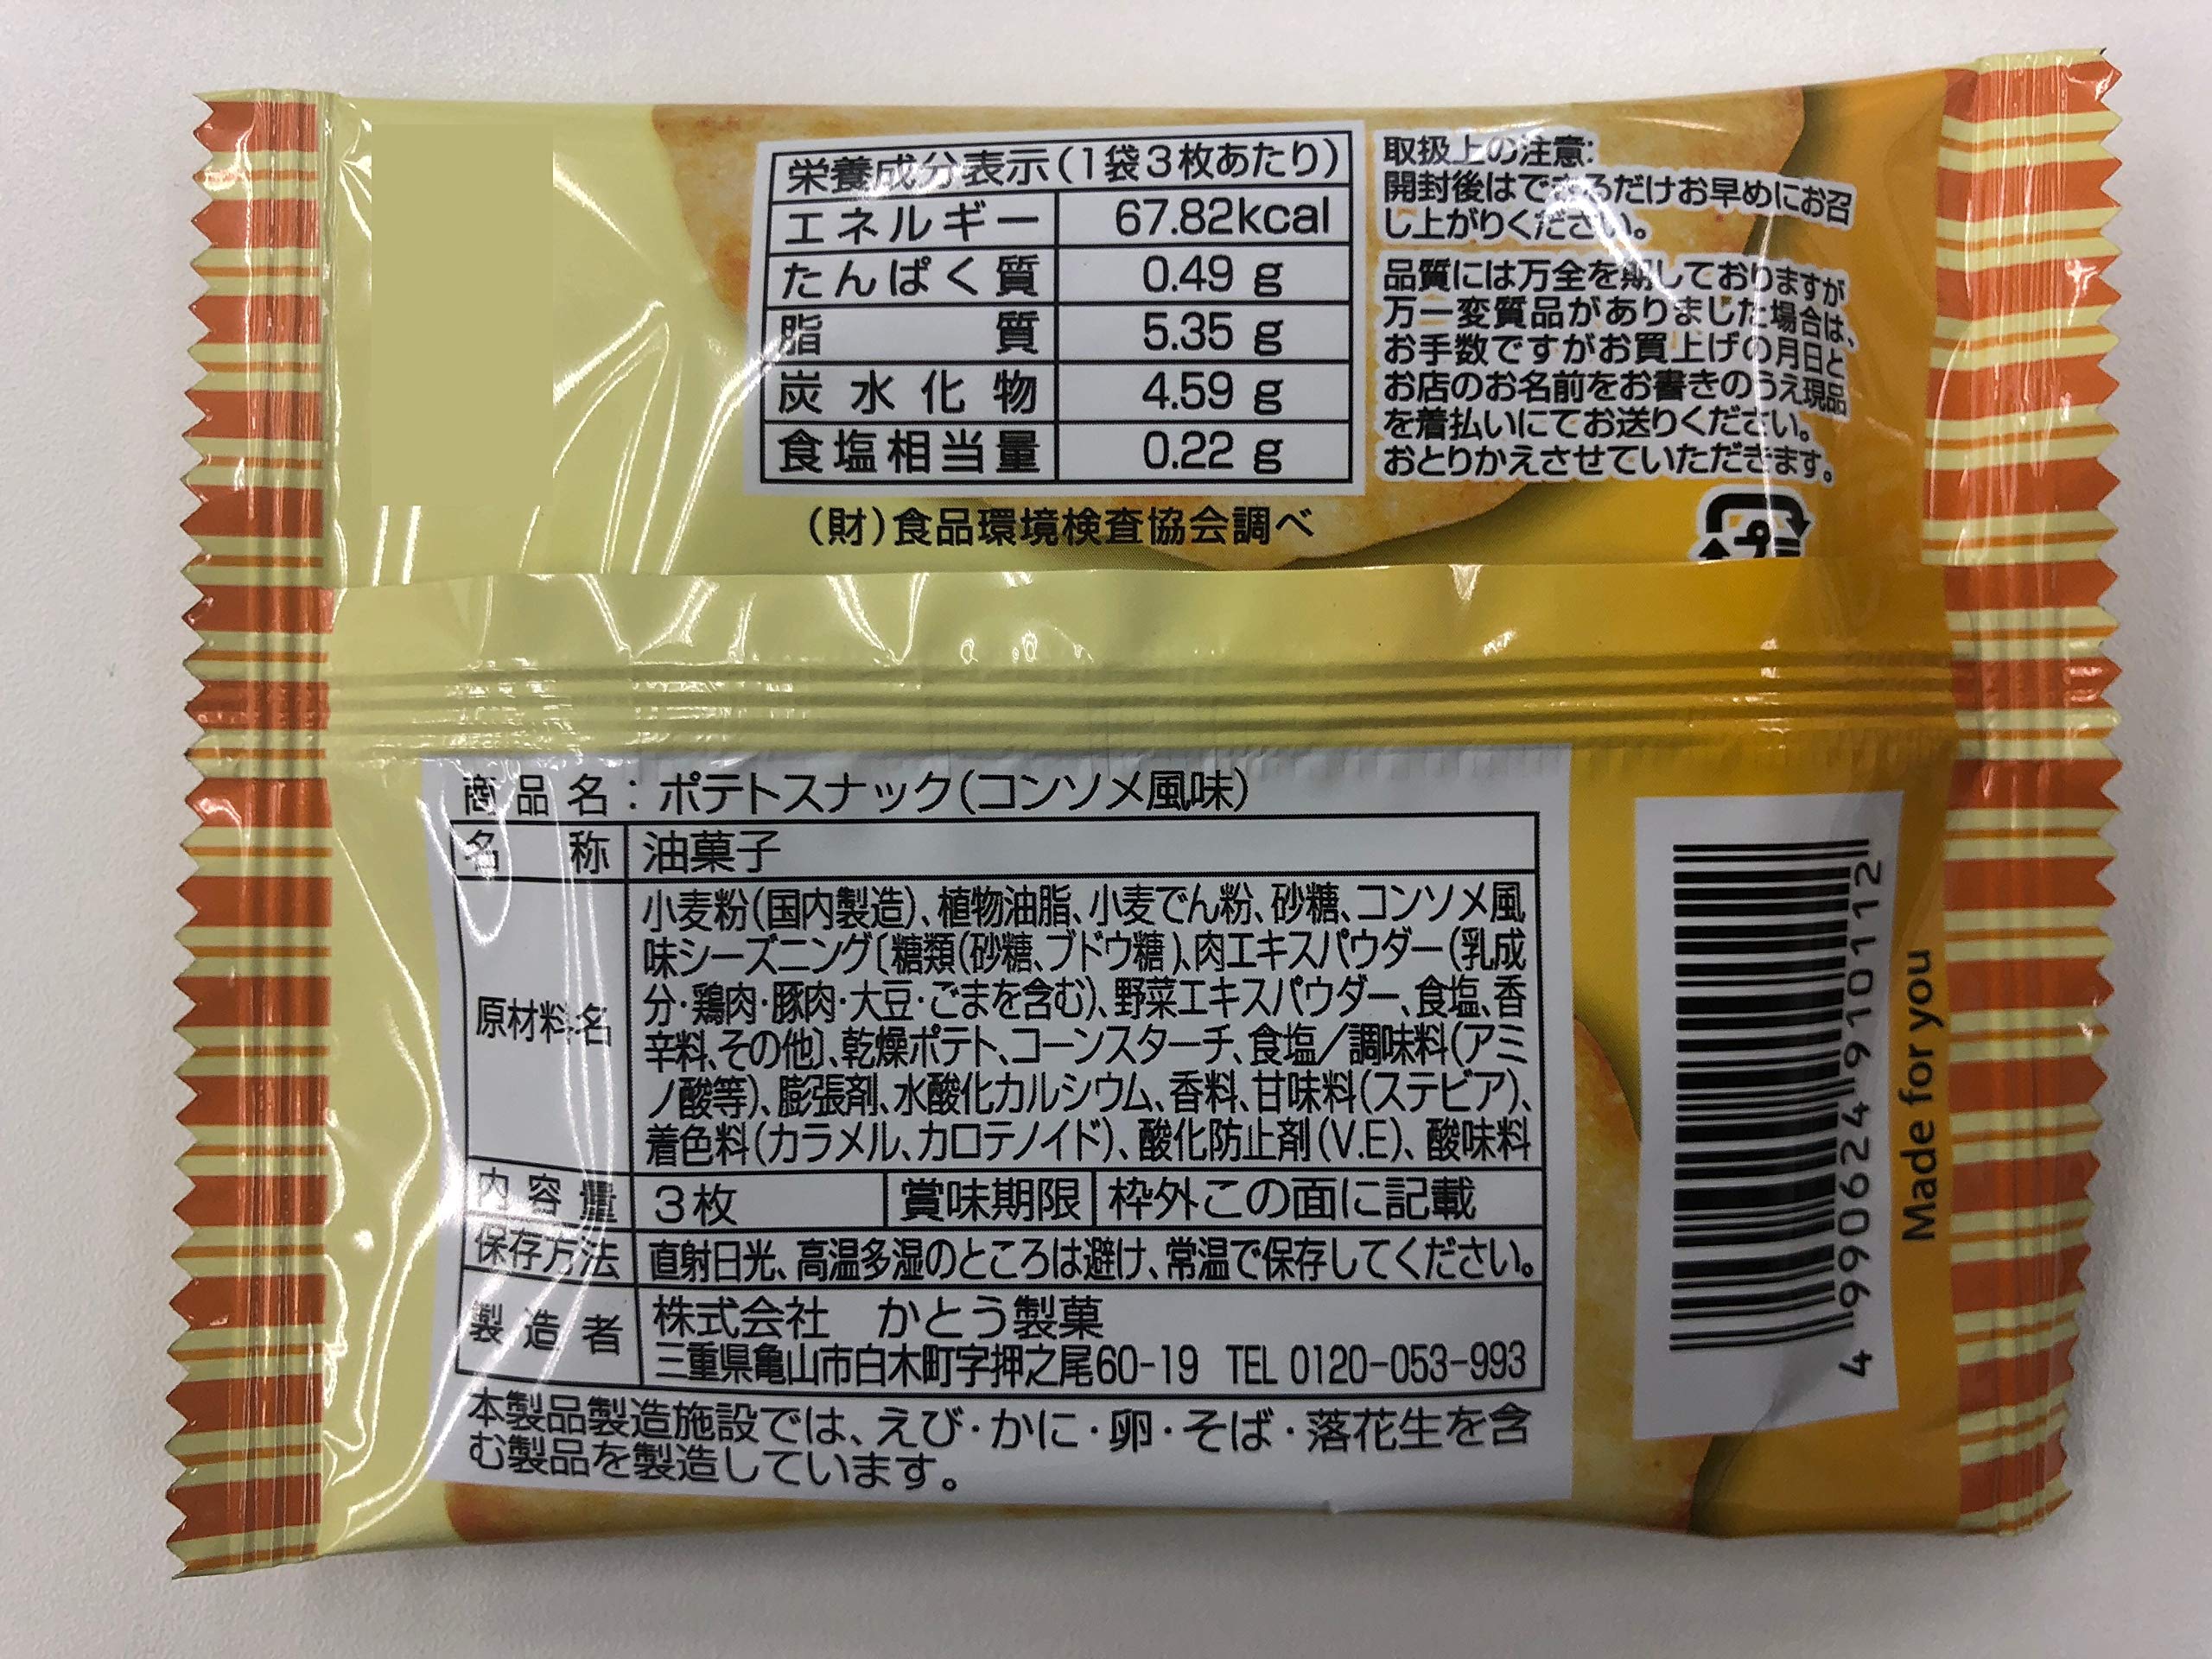 栄養成分表示(1袋3枚あたり)
エネルギー 67.82kcal
たんぱく質 0.49 g
脂質 5.35 g
炭水化物 4.59 g
食塩相当量 0.22 g
(財)食品環境検査協会調べ
取扱上の注意:
開封後はできるだけお早めにお召
し上がりください。
品質には万全を期しておりますが
万一変質品がありました場合は、
お手数ですがお買上げの月日と
お店のお名前をお書きのうえ現品
を着払いにてお送りください。
おとりかえさせていただきます。
商品名:ポテトスナック(コンソメ風味)
名称 油菓子
原材料名
小麦粉(国内製造)、植物油脂、小麦でん粉、砂糖、コンソメ風
味シーズニング〔糖類(砂糖、ブドウ糖)、肉エキスパウダー(乳成
分・鶏肉・豚肉・大豆・ごまを含む)、野菜エキスパウダー、食塩、香
辛料、その他〕、乾燥ポテト、コーンスターチ、食塩/調味料(アミ
ノ酸等)、膨張剤、水酸化カルシウム、香料、甘味料(ステビア)、
着色料(カラメル、カロテノイド)、酸化防止剤(V.E)、酸味料
内容量 3枚 賞味期限 枠外この面に記載
保存方法 直射日光、高温多湿のところは避け、常温で保存してください。
製造者 株式会社 かとう製菓
三重県亀山市白木町字押之尾60-19 TEL 0120-053-993
本製品製造施設では、えび・かに・卵・そば・落花生を含
む製品を製造しています。
4 990624 910112
Made for you